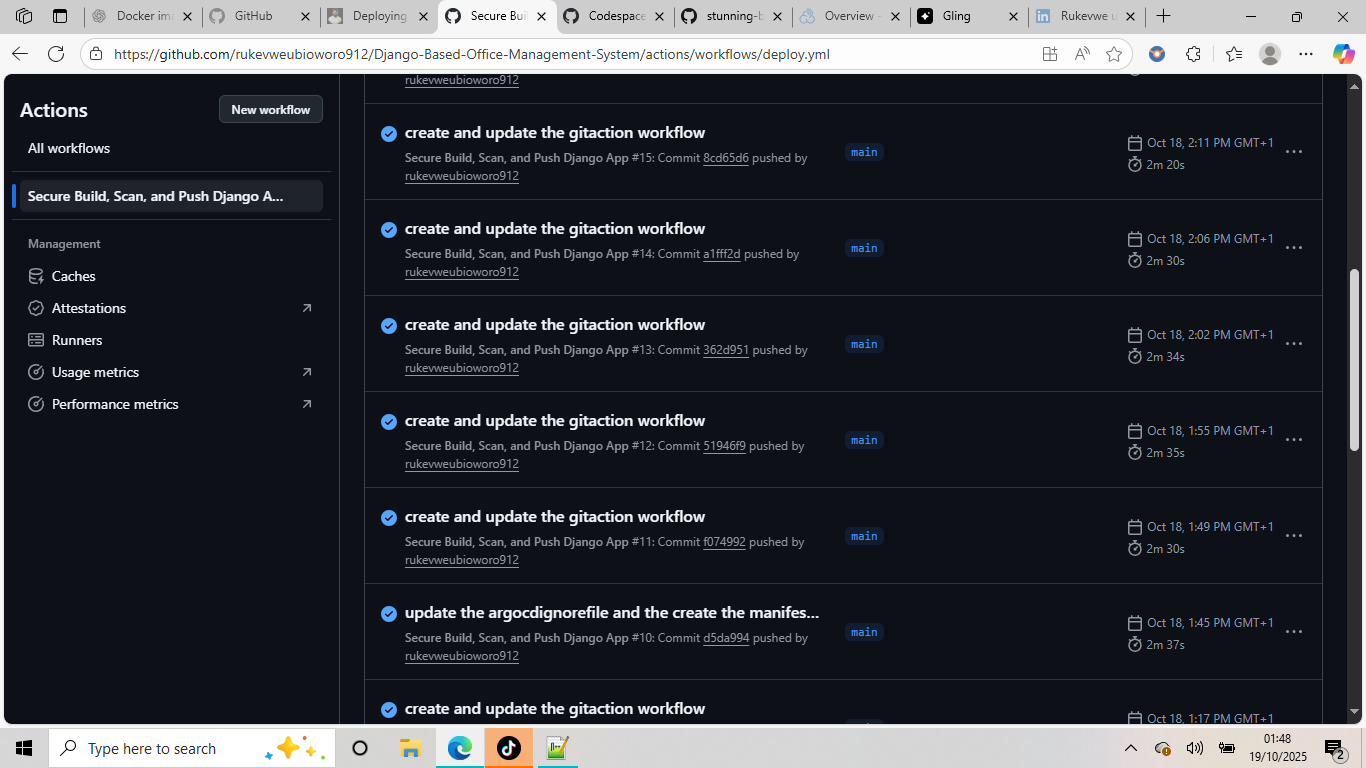 Docker im
GitHub
Deploying
Secure Bui
Codespace
stunning-b
Overview -
Gling
Rukevwe u
https://github.com/rukevweubioworo912/Django-Based-Office-Management-System/actions/workflows/deploy.yml
Actions
New workflow
All workflows
Secure Build, Scan, and Push Django A...
Management
Caches
Attestations
Runners
Usage metrics
Performance metrics
rukevweubioworo912
create and update the gitaction workflow
Secure Build, Scan, and Push Django App #15: Commit 8cd65d6 pushed by
rukevweubioworo912
main
Oct 18, 2:11 PM GMT+1
2m 20s
create and update the gitaction workflow
Secure Build, Scan, and Push Django App #14: Commit a1fff2d pushed by
rukevweubioworo912
main
Oct 18, 2:06 PM GMT+1
2m 30s
create and update the gitaction workflow
Secure Build, Scan, and Push Django App #13: Commit 362d951 pushed by
rukevweubioworo912
main
Oct 18, 2:02 PM GMT+1
2m 34s
create and update the gitaction workflow
Secure Build, Scan, and Push Django App #12: Commit 51946f9 pushed by
rukevweubioworo912
main
Oct 18, 1:55 PM GMT+1
2m 35s
create and update the gitaction workflow
Secure Build, Scan, and Push Django App #11: Commit f074992 pushed by
rukevweubioworo912
main
Oct 18, 1:49 PM GMT+1
2m 30s
update the argocdignorefile and the create the manifes...
Secure Build, Scan, and Push Django App #10: Commit d5da994 pushed by
rukevweubioworo912
main
Oct 18, 1:45 PM GMT+1
2m 37s
create and update the gitaction workflow
Oct 18, 1:17 PM GMT+1
Type here to search
01:48
19/10/2025
2